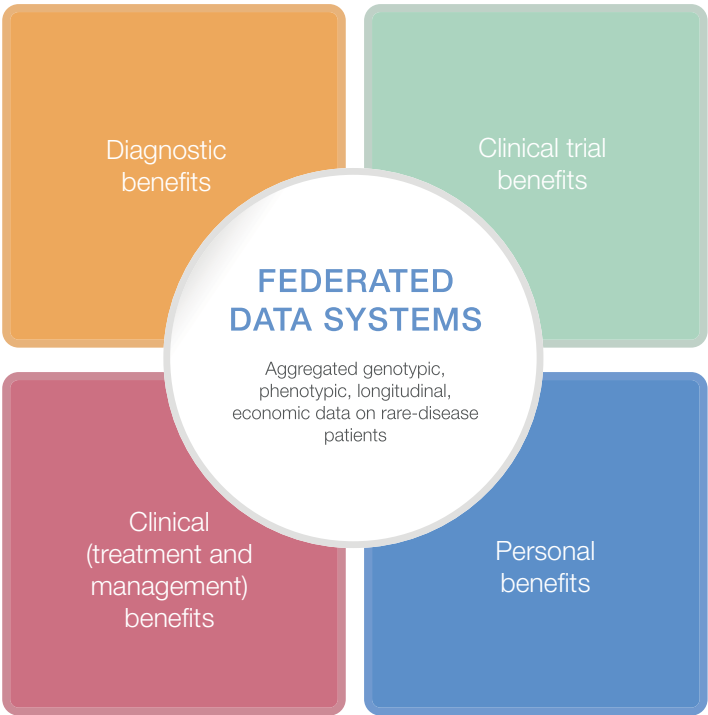 Diagnostic
benefits
Clinical trial
benefits
FEDERATED
DATA SYSTEMS
Aggregated genotypic,
phenotypic, longitudinal,
economic data on rare-disease
patients
Clinical
(treatment and
management)
benefits
Personal
benefits